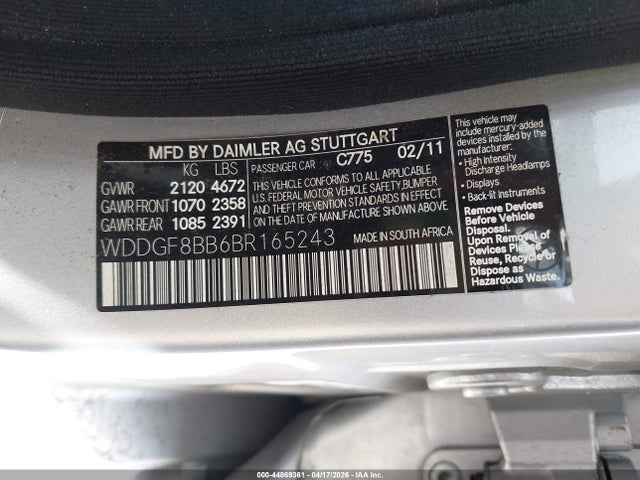 MFD BY DAIMLER AG STUTTGART
KG LBS PASSENGER CAR C775 02/11
GVWR 2120 4672
GAWR FRONT 1070 2358
GAWR REAR 1085 2391
THIS VEHICLE CONFORMS TO ALL APPLICABLE
U.S. FEDERAL MOTOR VEHICLE SAFETY, BUMPER
AND THEFT PREVENTION STANDARDS IN EFFECT
ON THE DATE OF MANUFACTURE SHOWN ABOVE.
WDDGF8BB6BR165243
MADE IN SOUTH AFRICA
This vehicle may
include mercury-added
devices installed by the
manufacturer:
• High Intensity
Discharge Headlamps
• Displays
• Back-lit Instruments
Remove Devices
Before Vehicle
Disposal.
Upon Removal of
Devices Please
Reuse, Recycle or
Dispose as
Hazardous Waste.
000-44869361 - 04/17/2026 - IAA Inc.